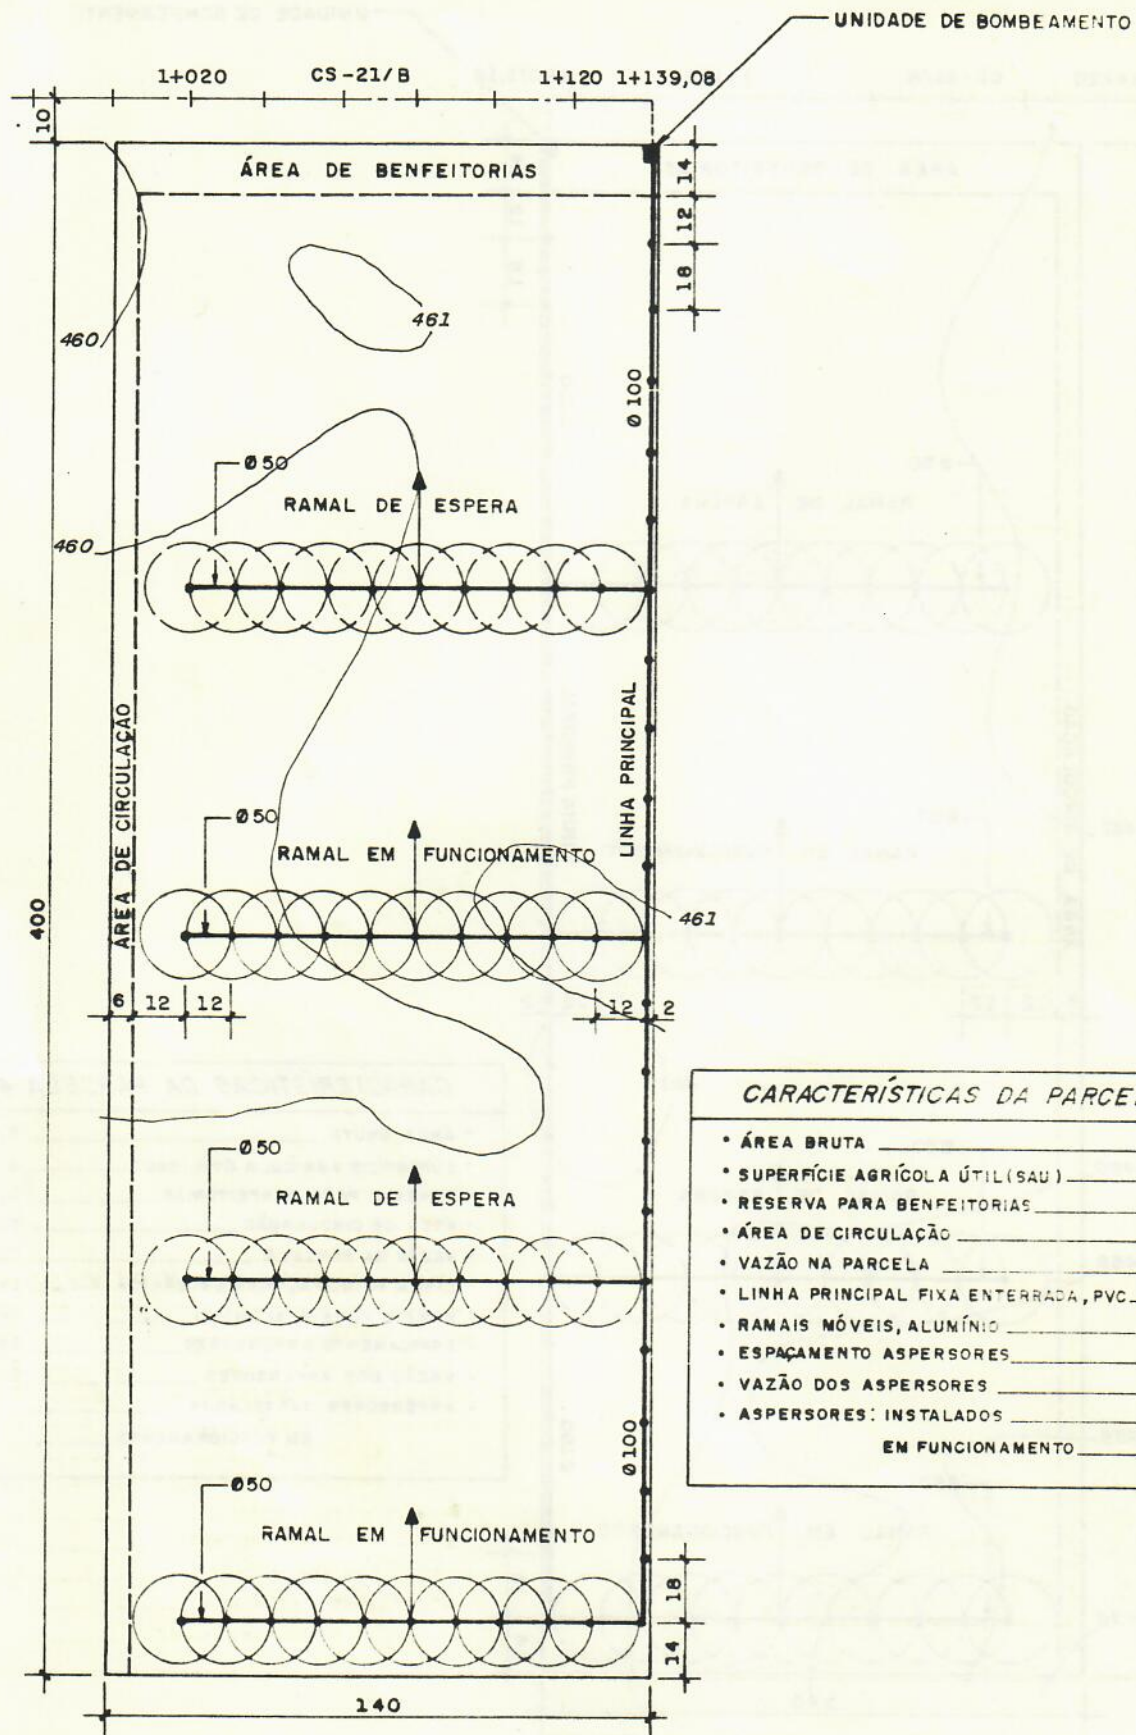 UNIDADE DE BOMBEAMENTO
1+020 CS-21/B 1+120 1+139,08
10
ÁREA DE BENFEITORIAS
14
12
18
460
461
Ø 100
Ø 50
RAMAL DE ESPERA
460
ÁREA DE CIRCULAÇÃO
LINHA PRINCIPAL
Ø 50
RAMAL EM FUNCIONAMENTO
400
461
6 12 12 12 2
Ø 50
RAMAL DE ESPERA
CARACTERÍSTICAS DA PARCE
• ÁREA BRUTA
• SUPERFÍCIE AGRÍCOLA ÚTIL (SAU)
• RESERVA PARA BENFEITORIAS
• ÁREA DE CIRCULAÇÃO
• VAZÃO NA PARCELA
• LINHA PRINCIPAL FIXA ENTERRADA, PVC
• RAMAIS MÓVEIS, ALUMÍNIO
• ESPAÇAMENTO ASPERSORES
• VAZÃO DOS ASPERSORES
• ASPERSORES: INSTALADOS
EM FUNCIONAMENTO
Ø 100
Ø 50
RAMAL EM FUNCIONAMENTO
18
14
140